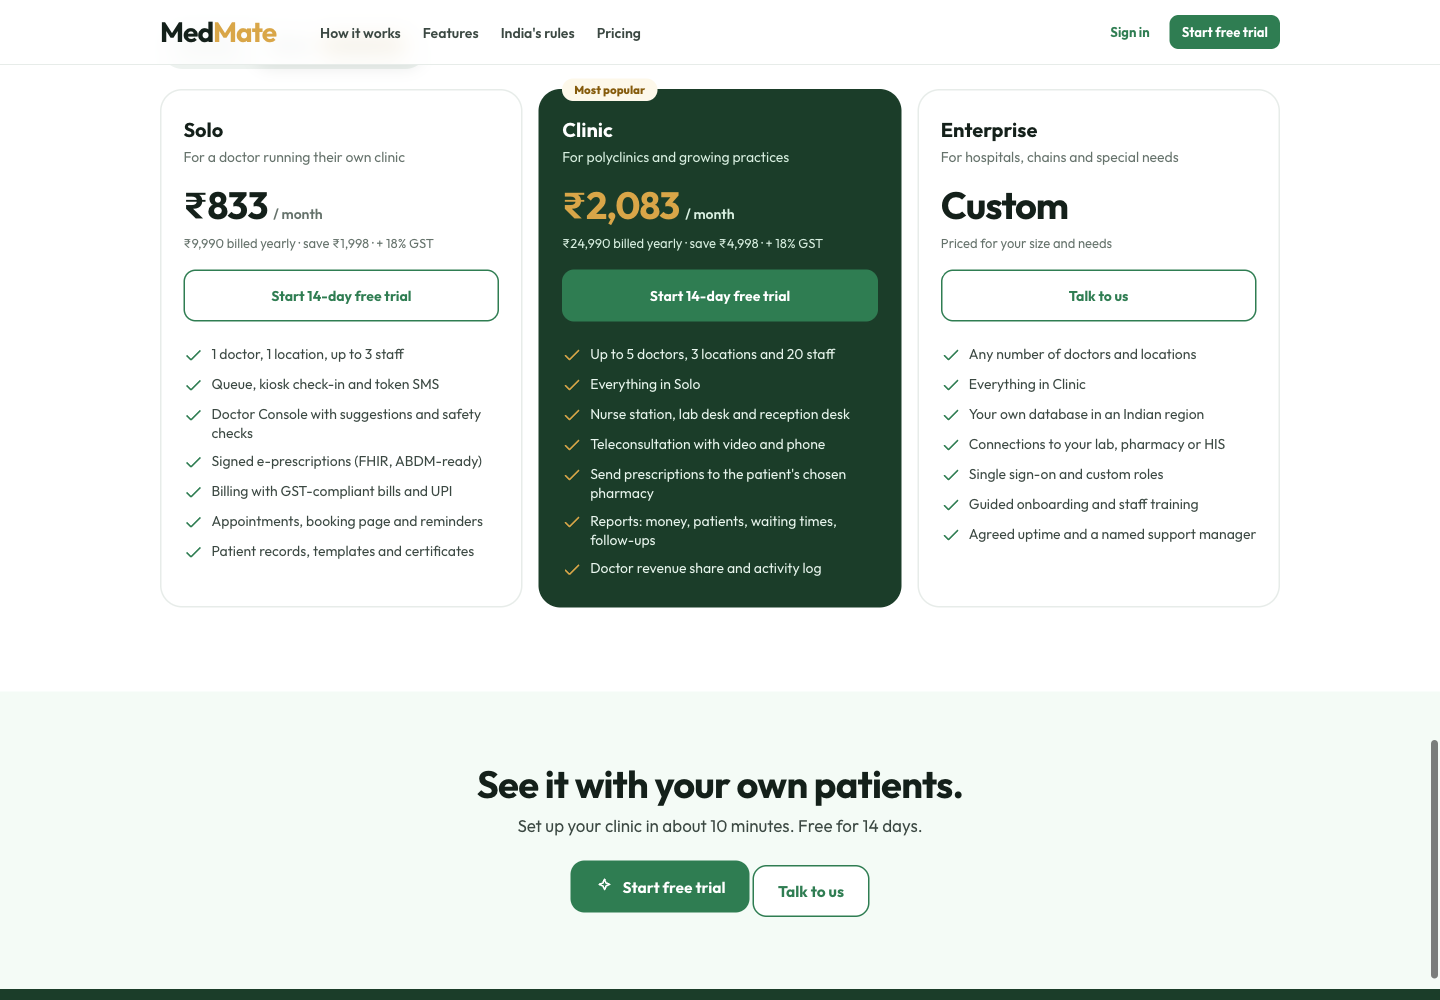 MedMate
How it works
Features
India's rules
Pricing
Sign in
Start free trial
Solo
For a doctor running their own clinic
₹833 / month
₹9,990 billed yearly · save ₹1,998 · + 18% GST
Start 14-day free trial
1 doctor, 1 location, up to 3 staff
Queue, kiosk check-in and token SMS
Doctor Console with suggestions and safety
checks
Signed e-prescriptions (FHIR, ABDM-ready)
Billing with GST-compliant bills and UPI
Appointments, booking page and reminders
Patient records, templates and certificates
Most popular
Clinic
For polyclinics and growing practices
₹2,083 / month
₹24,990 billed yearly · save ₹4,998 · + 18% GST
Start 14-day free trial
Up to 5 doctors, 3 locations and 20 staff
Everything in Solo
Nurse station, lab desk and reception desk
Teleconsultation with video and phone
Send prescriptions to the patient's chosen
pharmacy
Reports: money, patients, waiting times,
follow-ups
Doctor revenue share and activity log
Enterprise
For hospitals, chains and special needs
Custom
Priced for your size and needs
Talk to us
Any number of doctors and locations
Everything in Clinic
Your own database in an Indian region
Connections to your lab, pharmacy or HIS
Single sign-on and custom roles
Guided onboarding and staff training
Agreed uptime and a named support manager
See it with your own patients.
Set up your clinic in about 10 minutes. Free for 14 days.
Start free trial
Talk to us